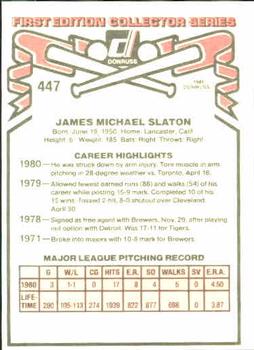 FIRST EDITION COLLECTOR SERIES
DONRUSS
447
1981
DONRUSS
JAMES MICHAEL SLATON
Born: June 19, 1950 Home: Lancaster, Calif
Height: 6 Weight: 185 Bats: Right Throws: Right
CAREER HIGHLIGHTS
1980— He was struck down by arm injury. Tore muscle in arm
pitching in 28-degree weather vs. Toronto, April 16.
1979— Allowed fewest earned runs (86) and walks (54) of his
career while posting 15-9 mark. Completed 10 of his 15
wins. Tossed 2-hit, 8-0 shutout over Cleveland,
April 30
1978— Signed as free agent with Brewers, Nov. 29, after playing
out with Detroit. Was 17-11 for Tigers.
1971— Broke into majors with 10-8 mark for Brewers.
MAJOR LEAGUE PITCHING RECORD
G W/L CG HITS E.R. SO WALKS SV E.R.A.
1980 3 1-1 0 17 8 4 5 0 4.50
LIFE-
TIME 290 274 1939 822 877 0 3.87